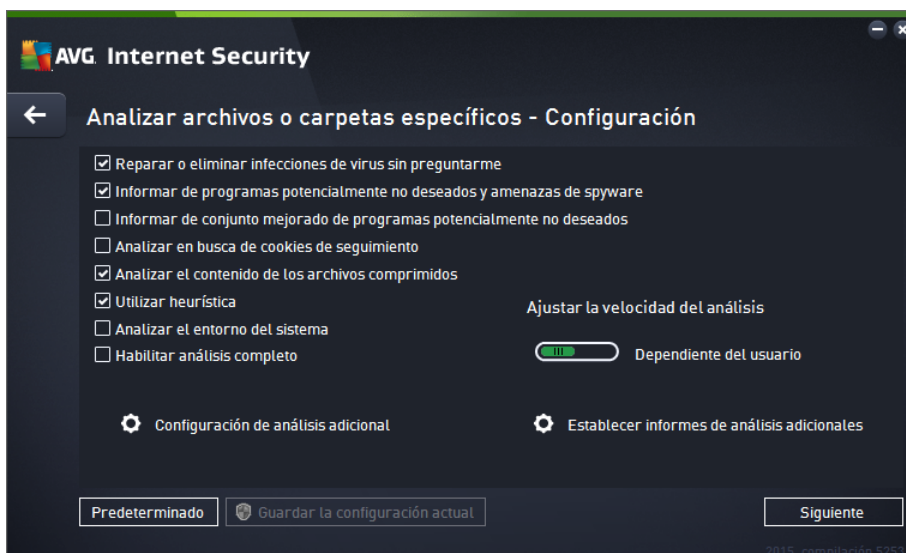 AVG. Internet Security
Analizar archivos o carpetas específicos - Configuración
Reparar o eliminar infecciones de virus sin preguntarme
Informar de programas potencialmente no deseados y amenazas de spyware
Informar de conjunto mejorado de programas potencialmente no deseados
Analizar en busca de cookies de seguimiento
Analizar el contenido de los archivos comprimidos
Utilizar heurística
Analizar el entorno del sistema
Habilitar análisis completo
Ajustar la velocidad del análisis
Dependiente del usuario
Configuración de análisis adicional
Establecer informes de análisis adicionales
Predeterminado
Guardar la configuración actual
Siguiente
2015, compilación